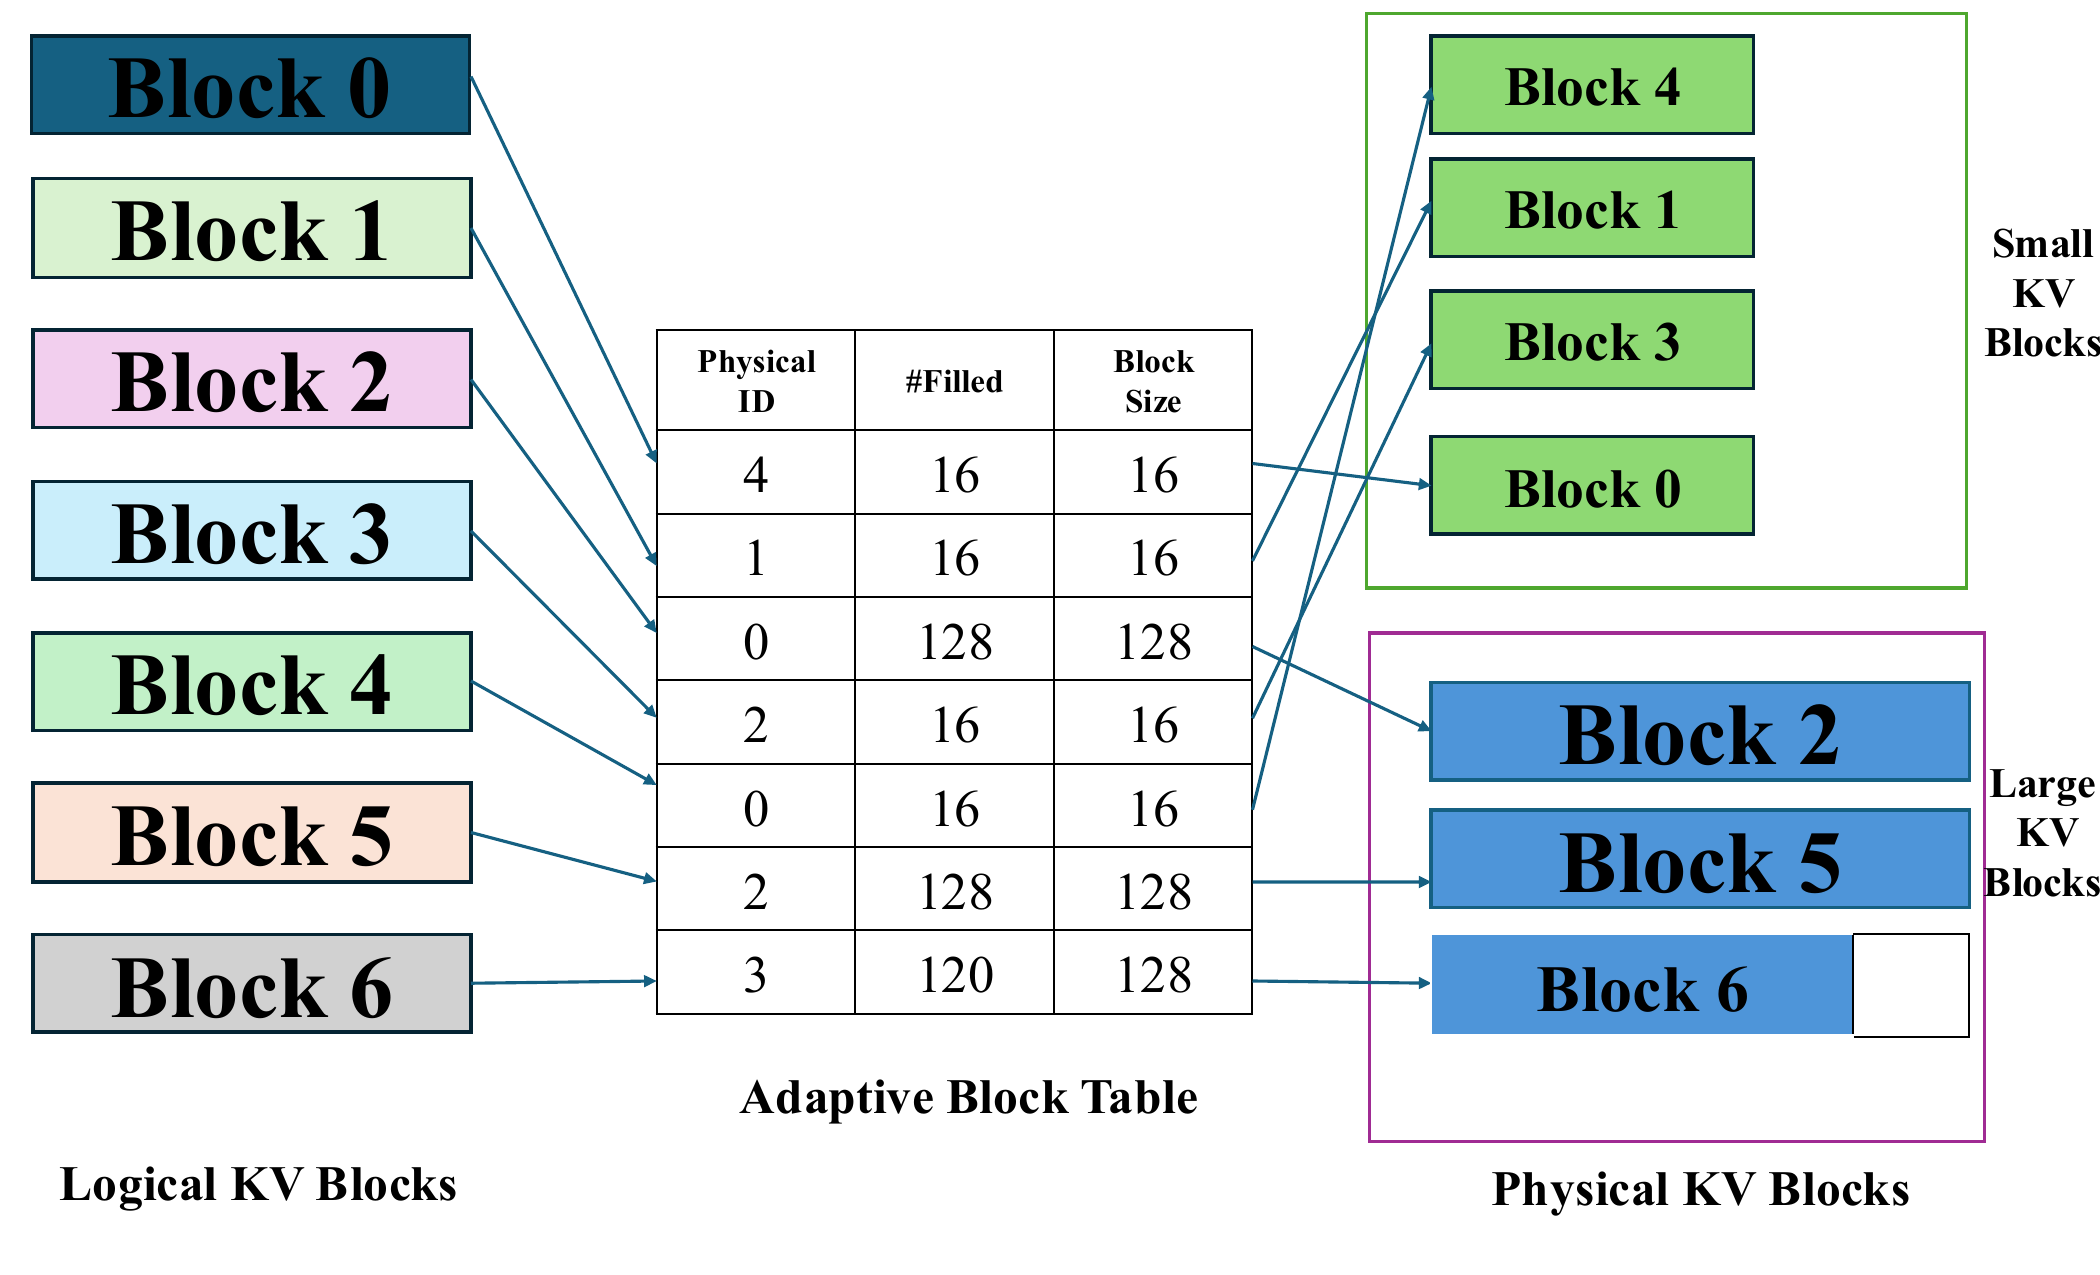 Block 0
Block 1
Block 2
Block 3
Block 4
Block 5
Block 6
Logical KV Blocks
Physical
ID
#Filled
Block
Size
4 16 16
1 16 16
0 128 128
2 16 16
0 16 16
2 128 128
3 120 128
Adaptive Block Table
Block 4
Block 1
Block 3
Block 0
Small
KV
Blocks
Block 2
Block 5
Block 6
Large
KV
Blocks
Physical KV Blocks